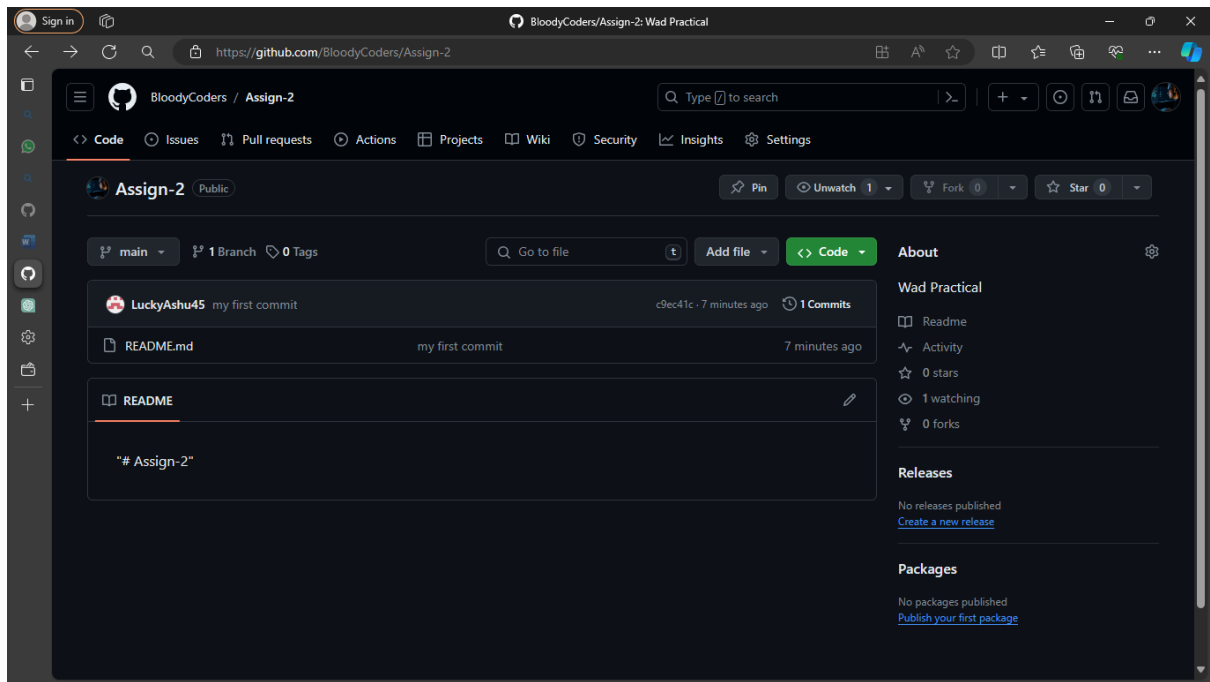 Sign in
BloodyCoders/Assign-2: Wad Practical
https://github.com/BloodyCoders/Assign-2
BloodyCoders / Assign-2
Type / to search
Code Issues Pull requests Actions Projects Wiki Security Insights Settings
Assign-2 Public
Pin Unwatch 1 Fork 0 Star 0
main 1 Branch 0 Tags Go to file t Add file Code
LuckyAshu45 my first commit c9ec41c · 7 minutes ago 1 Commits
README.md my first commit 7 minutes ago
README
"# Assign-2"
About
Wad Practical
Readme
Activity
0 stars
1 watching
0 forks
Releases
No releases published
Create a new release
Packages
No packages published
Publish your first package